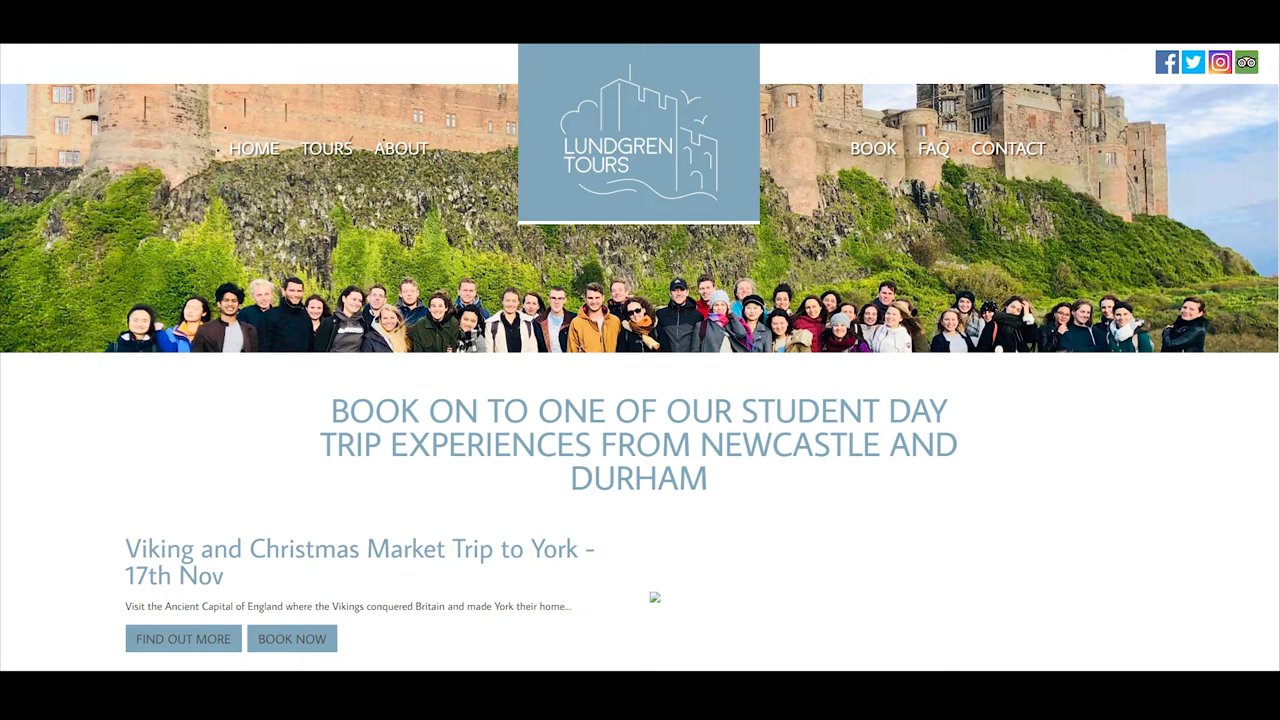 HOME TOURS ABOUT
LUNDGREN
TOURS
BOOK FAQ CONTACT
BOOK ON TO ONE OF OUR STUDENT DAY
TRIP EXPERIENCES FROM NEWCASTLE AND
DURHAM
Viking and Christmas Market Trip to York -
17th Nov
Visit the Ancient Capital of England where the Vikings conquered Britain and made York their home...
FIND OUT MORE BOOK NOW